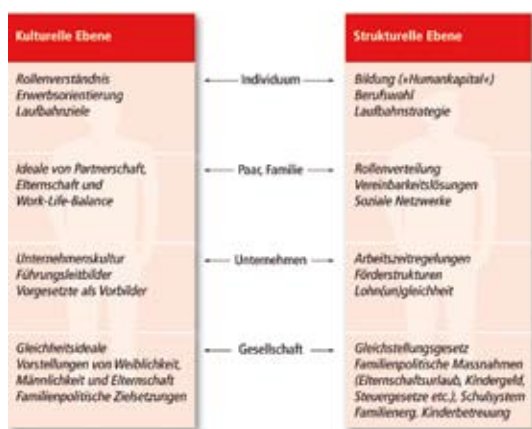 Kulturelle Ebene
Strukturelle Ebene
Rollenverständnis
Erwerbsorientierung
Laufbahnziele
Individuum
Bildung (»Humankapital«)
Berufswahl
Laufbahnstrategie
Ideale von Partnerschaft,
Elternschaft und
Work-Life-Balance
Paar, Familie
Rollenverteilung
Vereinbarkeitslösungen
Soziale Netzwerke
Unternehmenskultur
Führungsleitbilder
Vorgesetzte als Vorbilder
Unternehmen
Arbeitszeitregelungen
Förderstrukturen
Lohn(un)gleichheit
Gleichheitsideale
Vorstellungen von Weiblichkeit,
Männlichkeit und Elternschaft
Familienpolitische Zielsetzungen
Gesellschaft
Gleichstellungsgesetz
Familienpolitische Massnahmen
(Elternschaftsurlaub, Kindergeld,
Steuergesetze etc.), Schulsystem
Familienerg. Kinderbetreuung